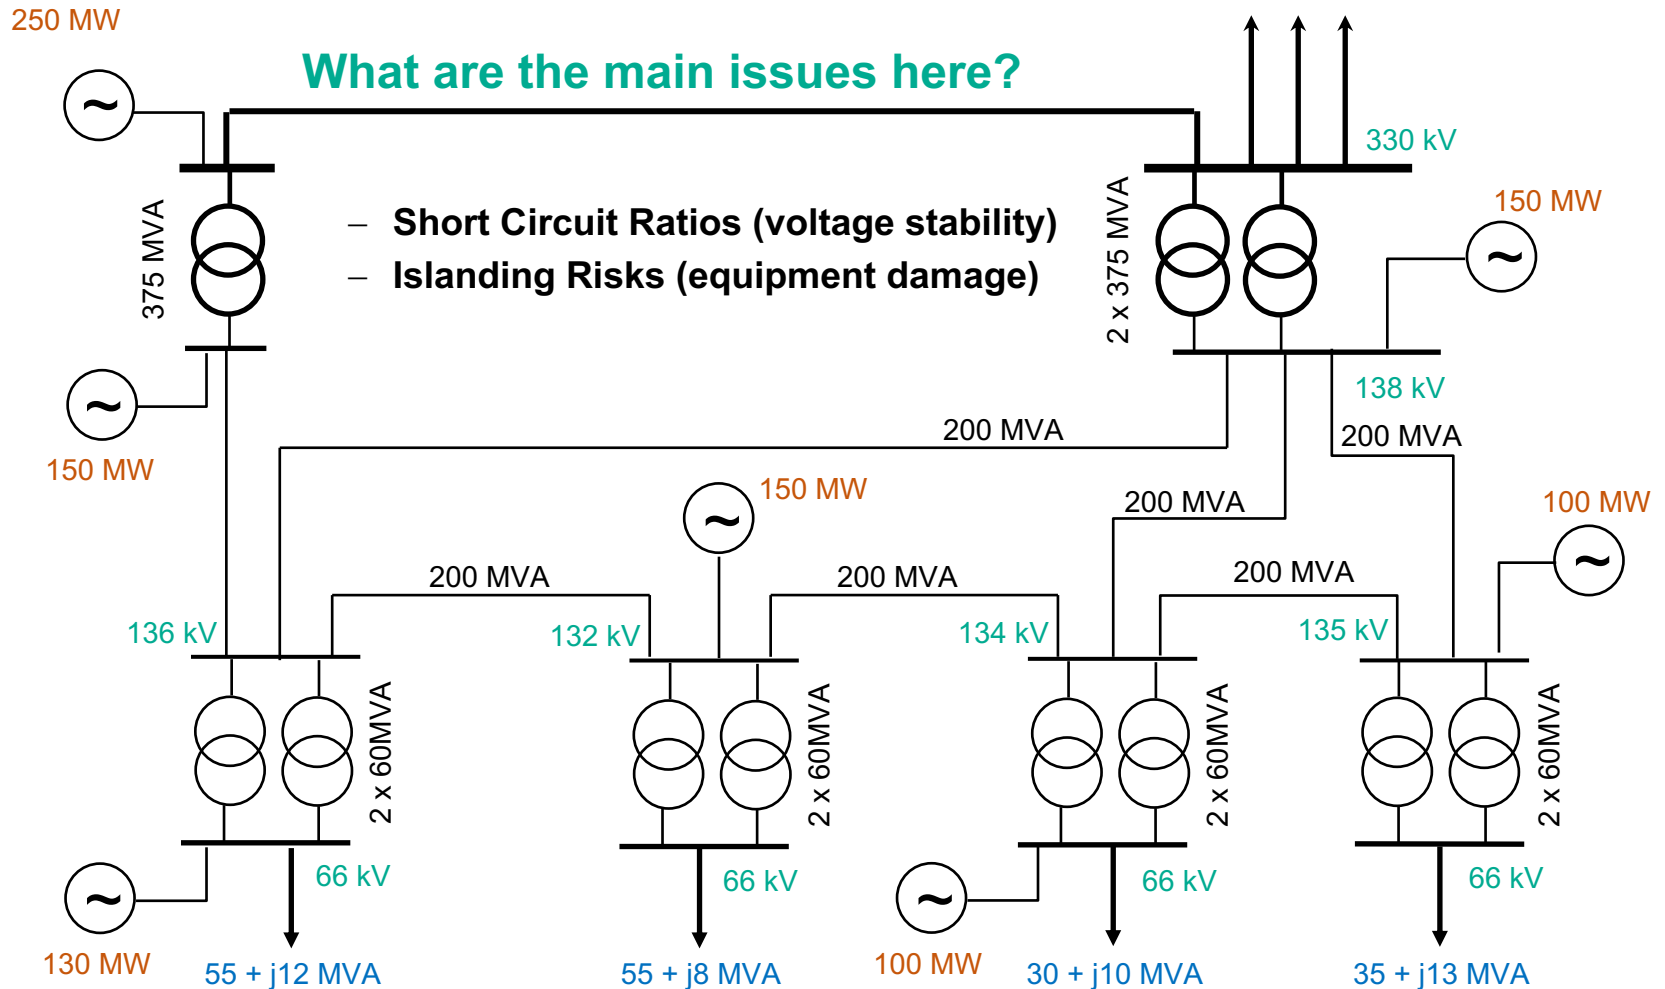 250 MW
What are the main issues here?
330 kV
– Short Circuit Ratios (voltage stability)
– Islanding Risks (equipment damage)
375 MVA
2 x 375 MVA
150 MW
~
~
138 kV
~
150 MW
200 MVA
200 MVA
~
150 MW
200 MVA
100 MW
~
200 MVA
200 MVA
200 MVA
136 kV
132 kV
134 kV
135 kV
2 x 60MVA
2 x 60MVA
2 x 60MVA
2 x 60MVA
66 kV
66 kV
66 kV
66 kV
~
~
130 MW
55 + j12 MVA
55 + j8 MVA
100 MW
30 + j10 MVA
35 + j13 MVA